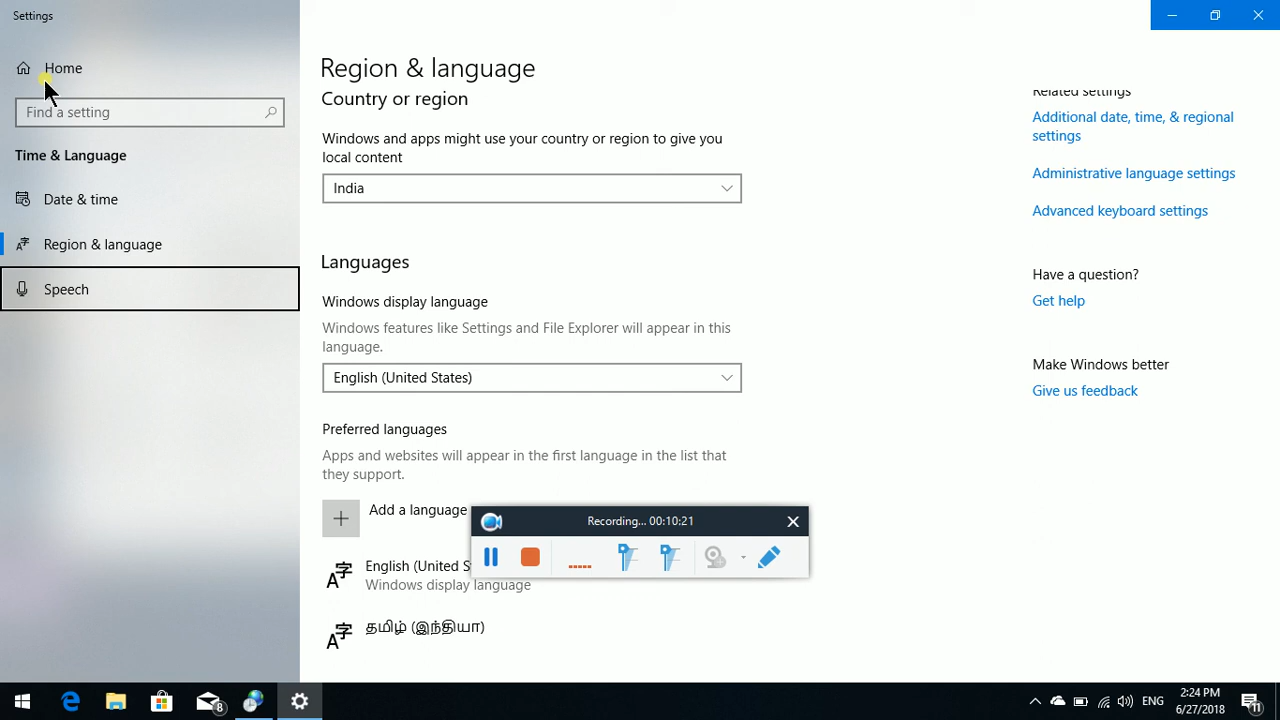 Settings
Home
Find a setting
Time & Language
Date & time
Region & language
Speech
Region & language
Country or region
Windows and apps might use your country or region to give you
local content
India
Languages
Windows display language
Windows features like Settings and File Explorer will appear in this
language.
English (United States)
Preferred languages
Apps and websites will appear in the first language in the list that
they support.
Add a language
English (United S
Windows display language
தமிழ் (இந்தியா)
Related settings
Additional date, time, & regional
settings
Administrative language settings
Advanced keyboard settings
Have a question?
Get help
Make Windows better
Give us feedback
Recording... 00:10:21
8
ENG
2:24 PM
6/27/2018
11